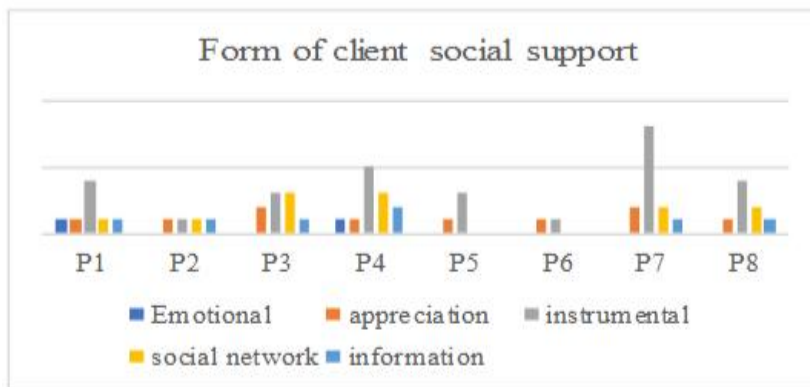 Form of client social support
P1 P2 P3 P4 P5 P6 P7 P8
Emotional appreciation instrumental
social network information